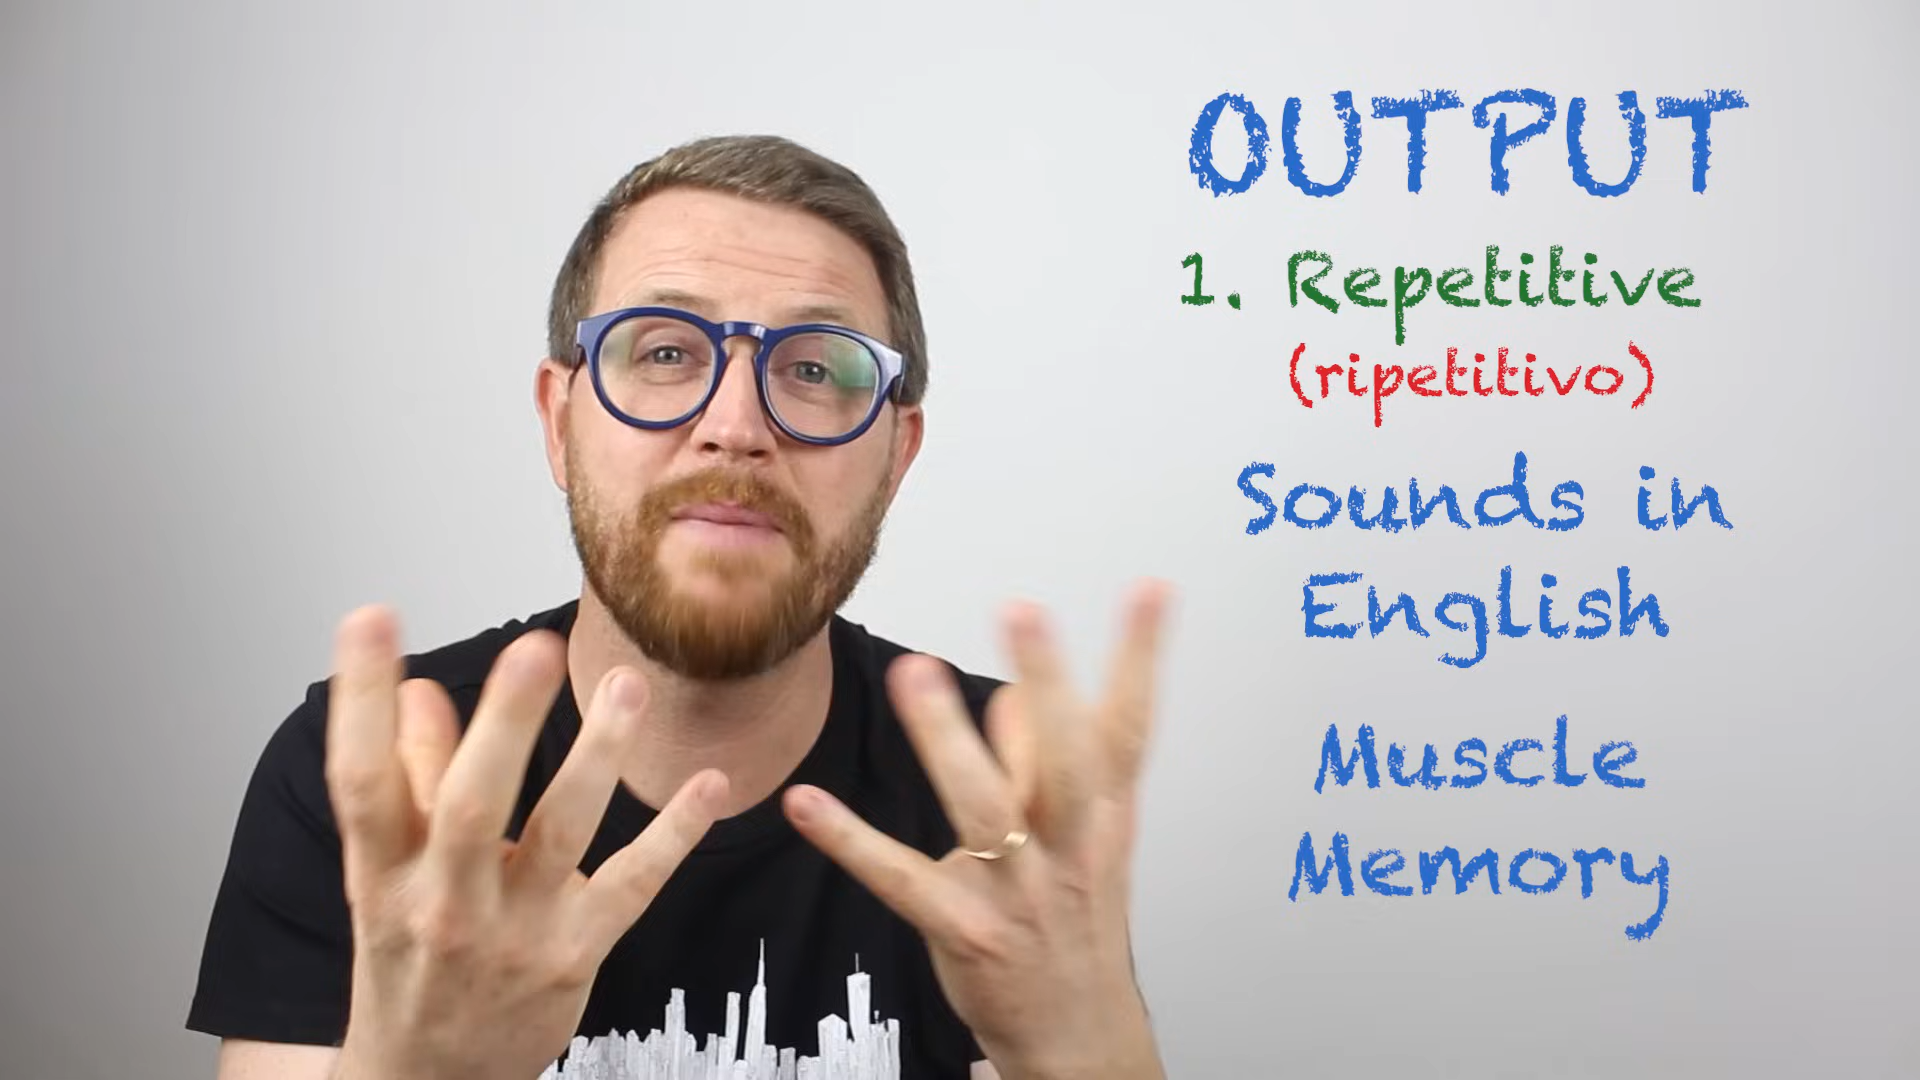 OUTPUT
1. Repetitive
(ripetitivo)
Sounds in
English
Muscle
Memory